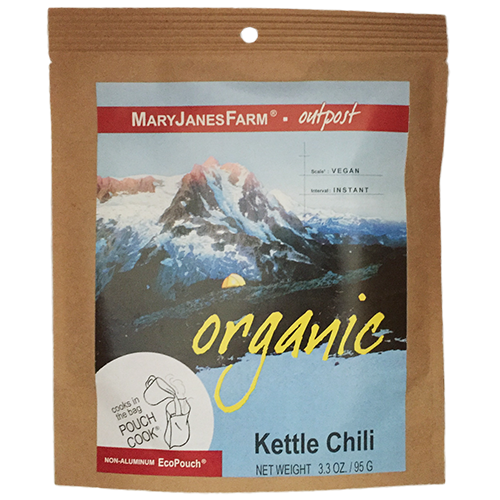 MARYJANESFARM® ▪ outpost
Scale*: VEGAN
Interval: INSTANT
organic
cooks in
the bag
POUCH
COOK®
NON-ALUMINUM EcoPouch®
Kettle Chili
NET WEIGHT 3.3 OZ. / 95 G